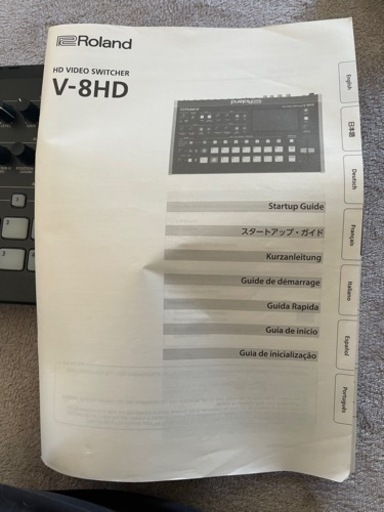 Roland
HD VIDEO SWITCHER
V-8HD
Startup Guide
スタートアップ・ガイド
Kurzanleitung
Guide de démarrage
Guida Rapida
Guía de inicio
Guia de inicialização
English
日本語
Deutsch
Français
Italiano
Español
Português